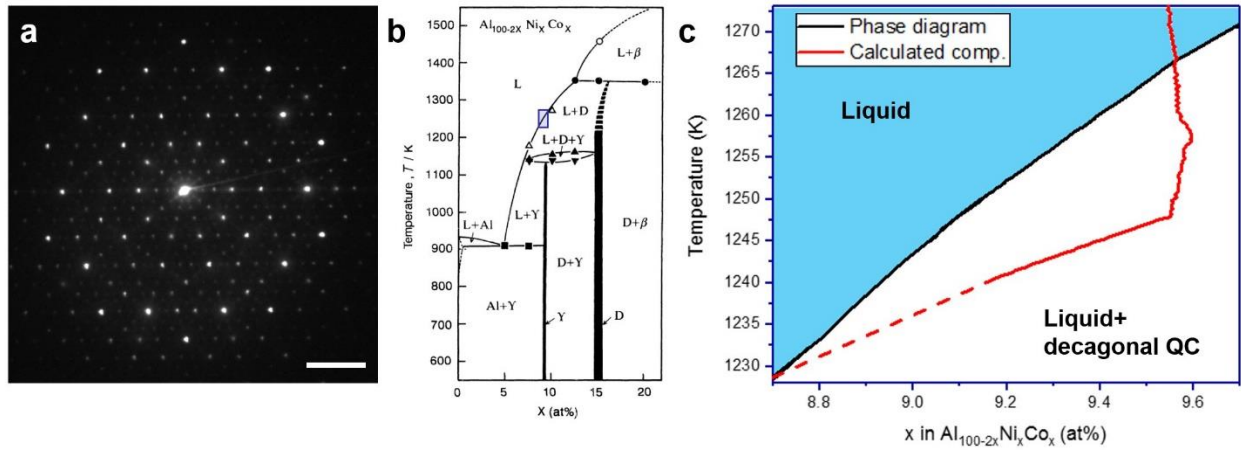 a
b
Al100-2X NiX CoX
L+β
L
L+D
L+D+Y
L+Y
L+Al
D+β
D+Y
Al+Y
Y
D
1500
1400
1300
1200
1100
1000
900
800
700
600
Temperature, T / K
0 5 10 15 20
X (at%)
c
Phase diagram
Calculated comp.
Liquid
Liquid+
decagonal QC
1270
1265
1260
1255
1250
1245
1240
1235
1230
Temperature (K)
8.8 9.0 9.2 9.4 9.6
x in Al100-2xNixCox (at%)